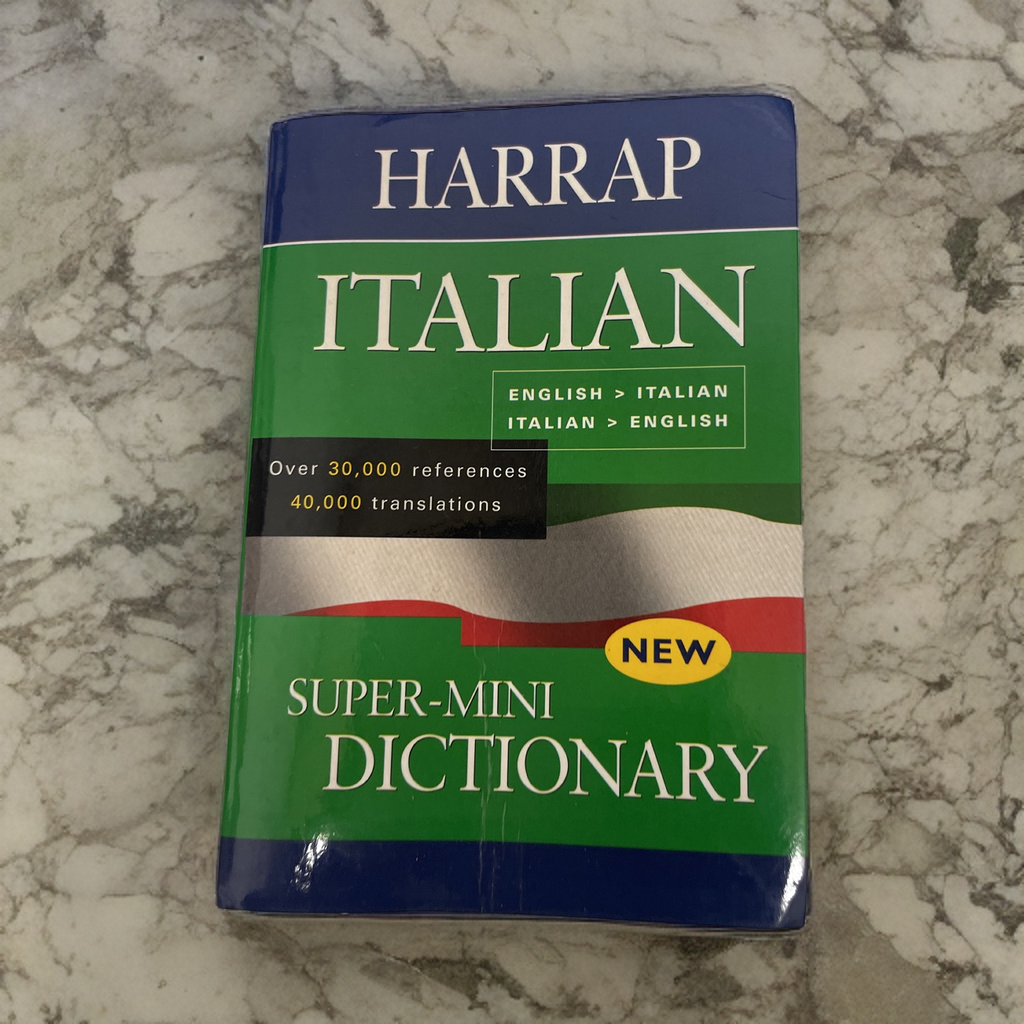 HARRAP
ITALIAN
ENGLISH > ITALIAN
ITALIAN > ENGLISH
Over 30,000 references
40,000 translations
NEW
SUPER-MINI
DICTIONARY